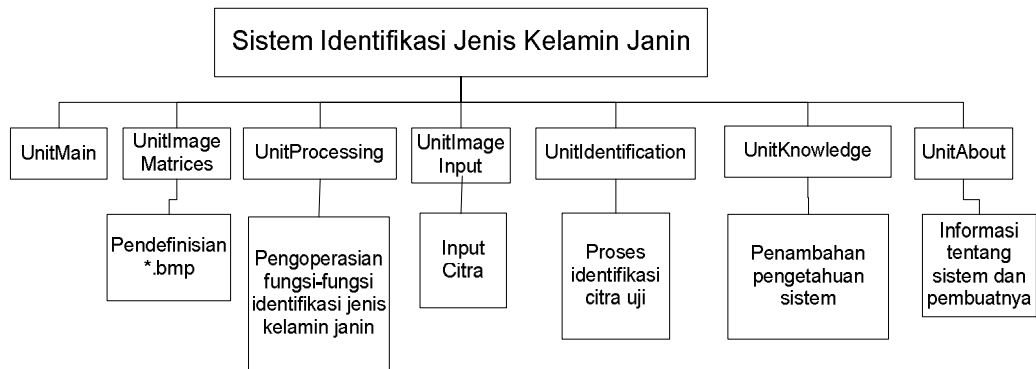 Sistem Identifikasi Jenis Kelamin Janin
UnitMain
UnitImage
Matrices
UnitProcessing
UnitImage
Input
UnitIdentification
UnitKnowledge
UnitAbout
Pendefinisian
*.bmp
Pengoperasian
fungsi-fungsi
identifikasi jenis
kelamin janin
Input
Citra
Proses
identifikasi
citra uji
Penambahan
pengetahuan
sistem
Informasi
tentang
sistem dan
pembuatnya